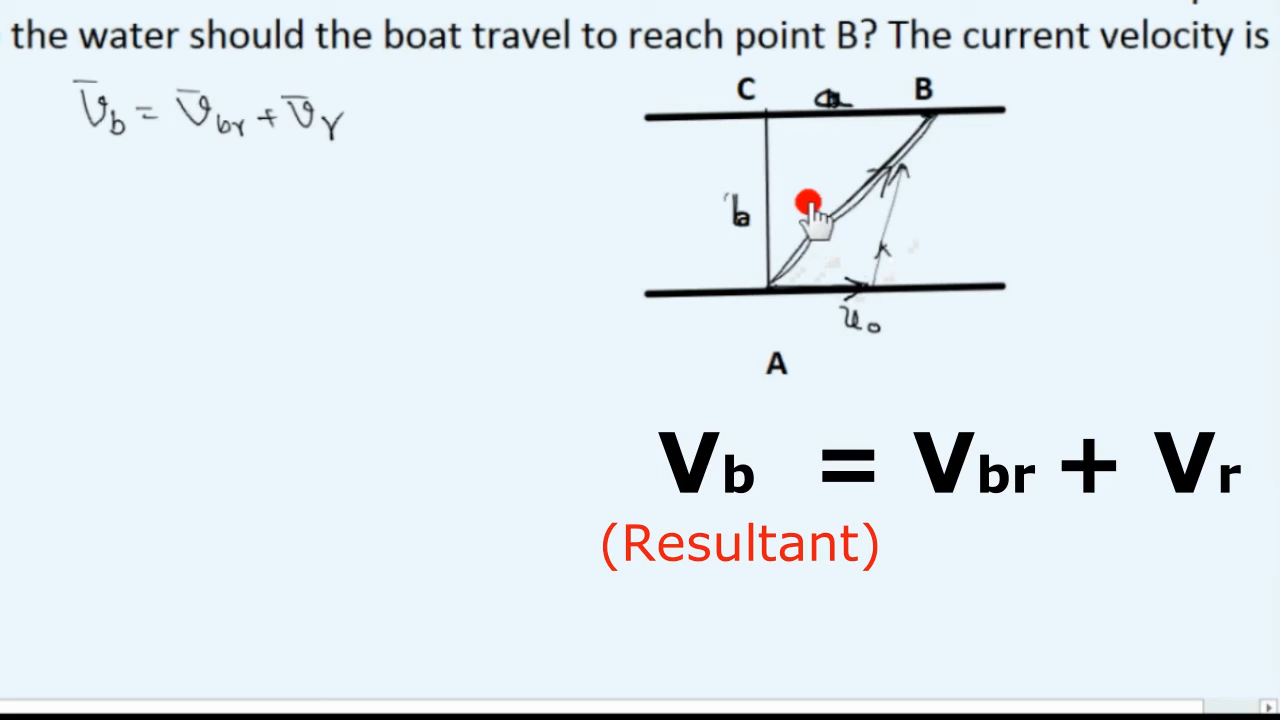 the water should the boat travel to reach point B? The current velocity is
V̄b = V̄br + V̄r
C a B
b
u₀
A
Vb = Vbr + Vr
(Resultant)